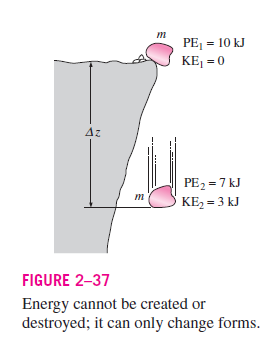 m
PE₁ = 10 kJ
KE₁ = 0
Δz
PE₂ = 7 kJ
m
KE₂ = 3 kJ
FIGURE 2–37
Energy cannot be created or
destroyed; it can only change forms.